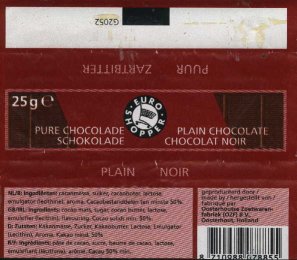 G2052
ZARTBITTER PUUR
25g ℮
EURO SHOPPER
PURE CHOCOLADE
SCHOKOLADE
PLAIN CHOCOLATE
CHOCOLAT NOIR
PLAIN NOIR
NL/B: Ingrediënten: cacaomassa, suiker, cacaoboter, lactose,
emulgator (lecithine), aroma. Cacaobestanddelen ten minste 50%.
GB/IRL: Ingredients: cocoa mass, sugar, cocoa butter, lactose,
emulsifier (lecithin), flavouring. Cocoa solids min. 50%.
D: Zutaten: Kakaomasse, Zucker, Kakaobutter, Lactose, Emulgator
(Lecithin), Aroma. Kakao mind. 50%
B/F: Ingrédients: pâte de cacao, sucre, beurre de cacao, lactose,
émulsifiant (lécithine), arôme. Cacao 50% min.
geproduceerd door /
made by / hergestellt von /
fabriqué par
Oosterhoutse Zoetwaren-
fabriek (OZF) B.V.,
Oosterhout, Holland
8 711088 078855